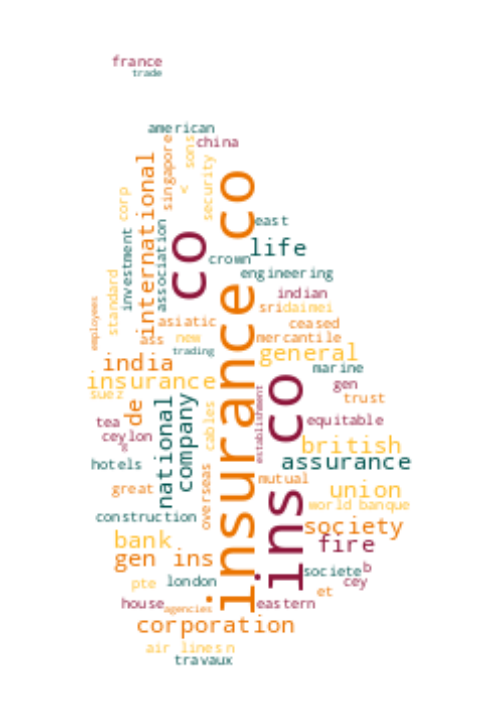 france
trade
american
china
sons
singapore
v
security
international
corp
insurance co
co
east
association
investment
crown
life
engineering
standard
indian
sri
daimei
employees
asiatic
ceased
ass
new
mercantile
trading
general
india
marine
insurance
gen
suez
de
trust
national
company
cables
establishment
ins co
tea
equitable
ceylon
british
hotels
assurance
overseas
mutual
great
union
world
banque
construction
society
bank
fire
gen ins
societe
b
pte
london
cey
et
house
agencies
eastern
corporation
air lines
n
travaux